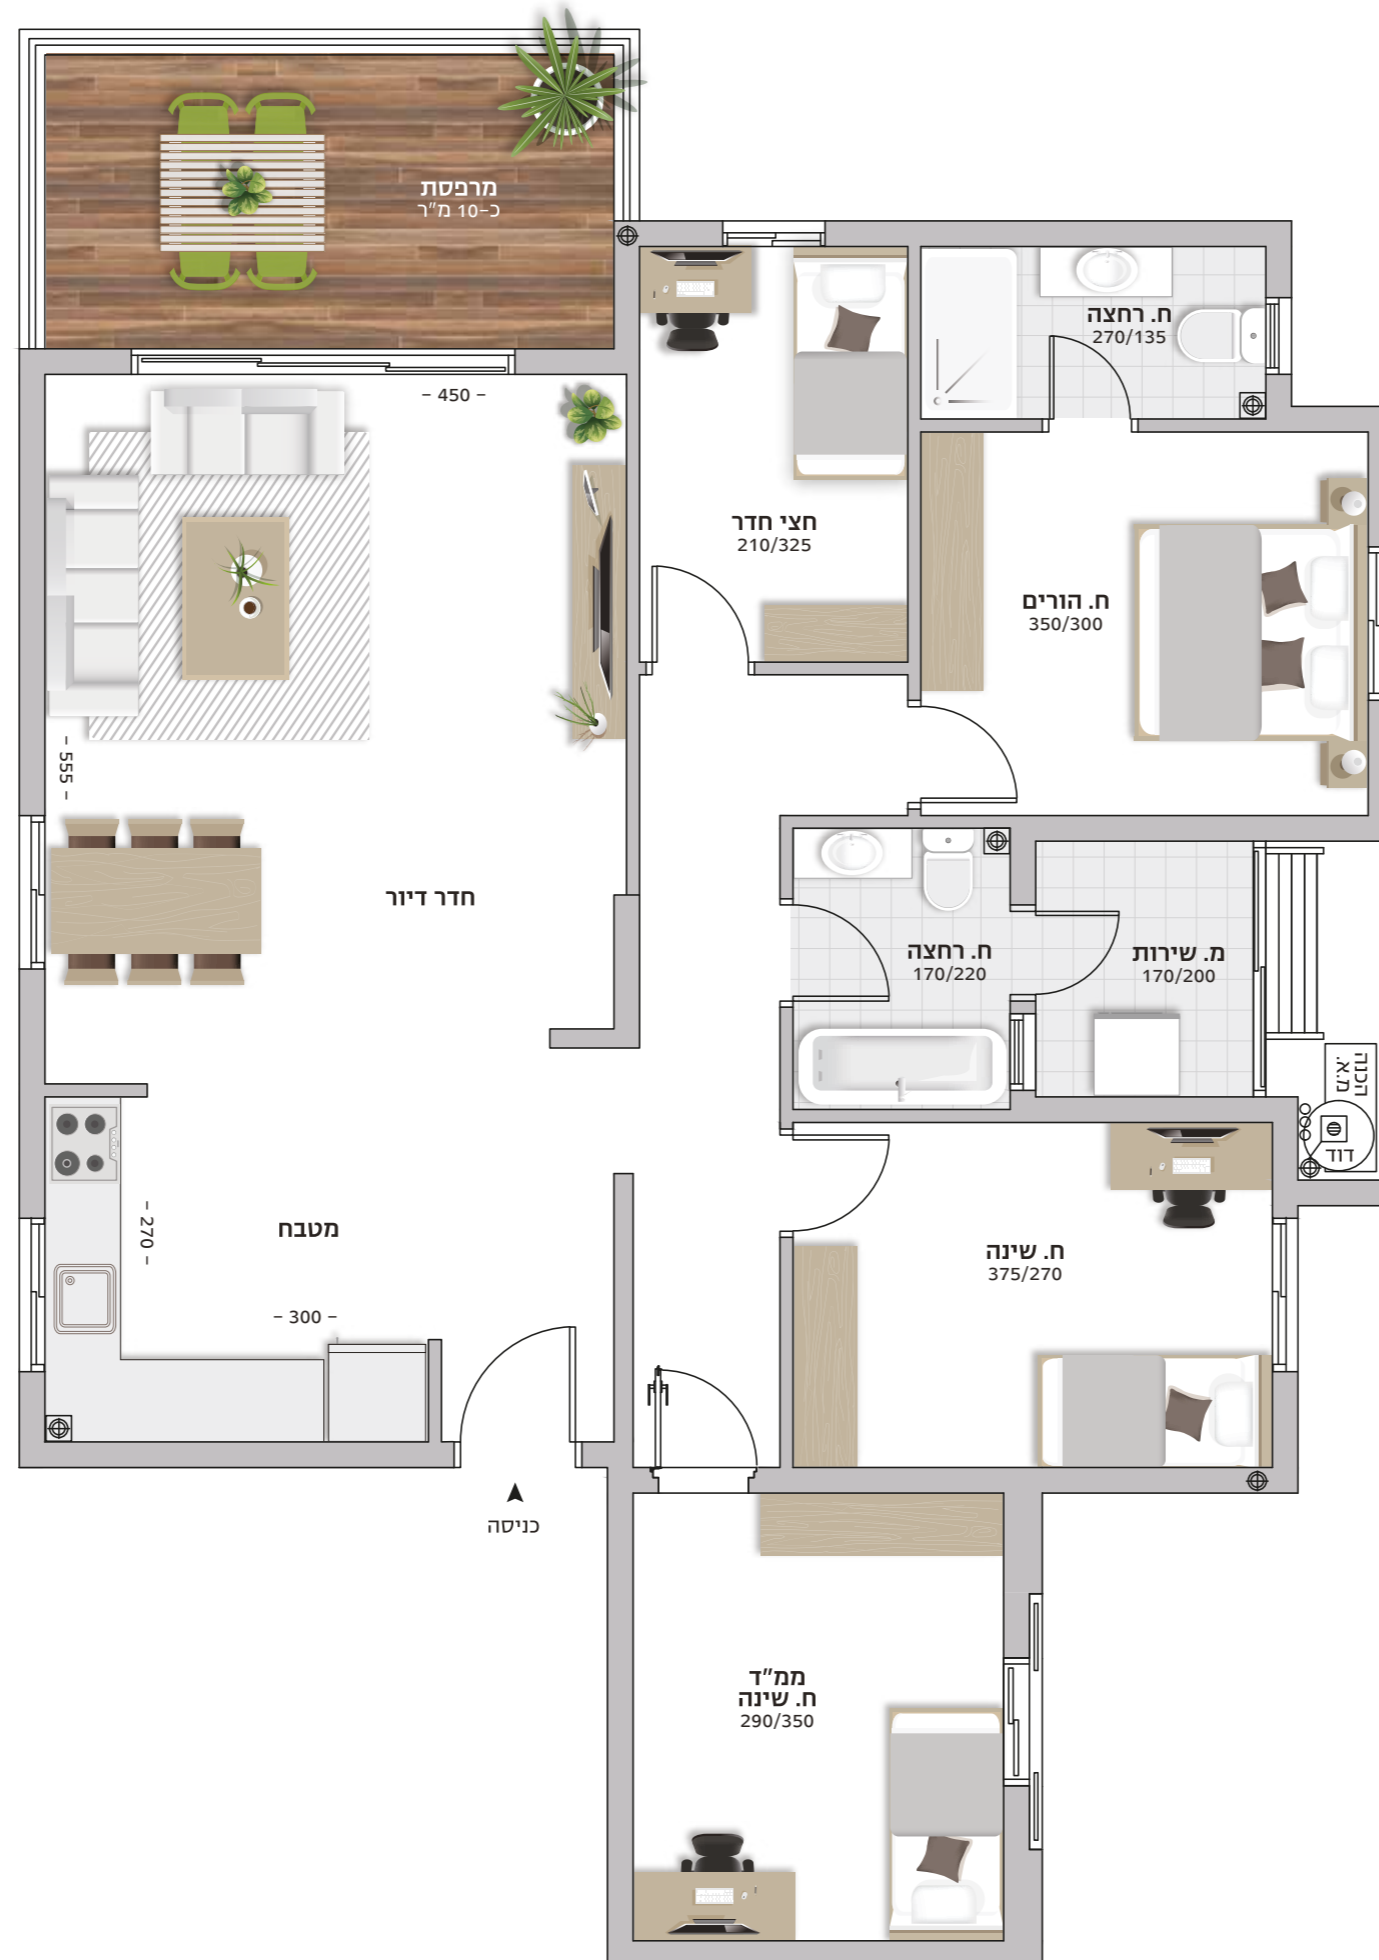 מרפסת
כ-10 מ"ר
- 450 -
ח. רחצה
270/135
חצי חדר
210/325
ח. הורים
350/300
- 555 -
חדר דיור
ח. רחצה
170/220
מ. שירות
170/200
הכנה
מ.א.
דוד
- 270 -
מטבח
- 300 -
ח. שינה
375/270
כניסה
ממ"ד
ח. שינה
290/350